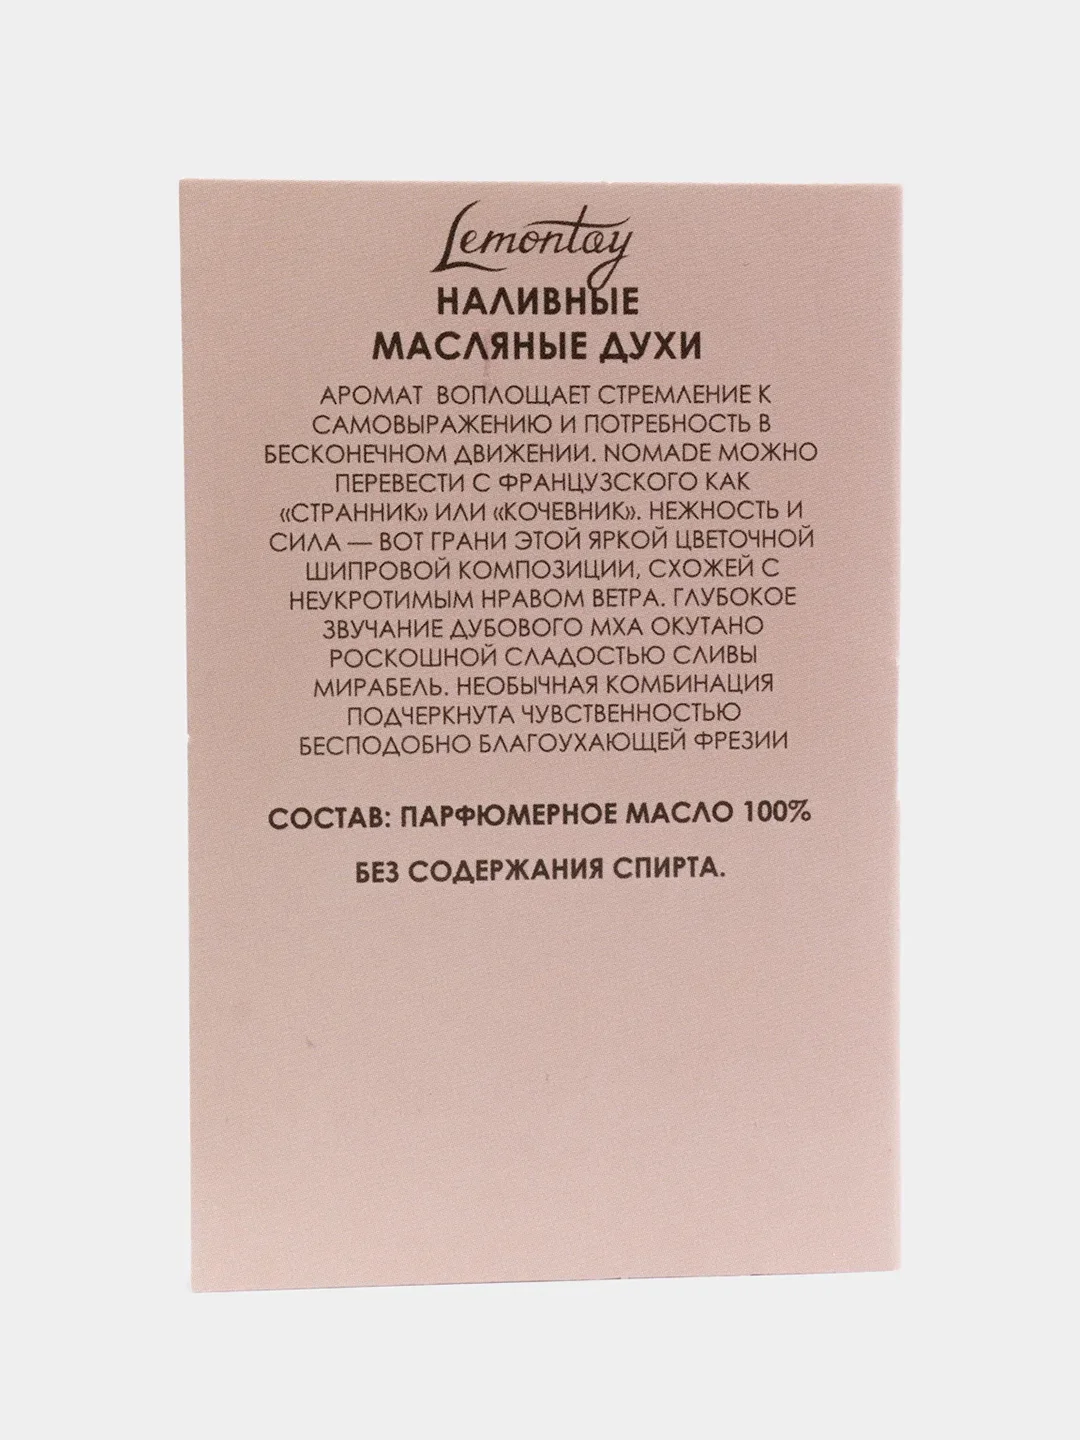 Lemontay
НАЛИВНЫЕ
МАСЛЯНЫЕ ДУХИ
АРОМАТ ВОПЛОЩАЕТ СТРЕМЛЕНИЕ К
САМОВЫРАЖЕНИЮ И ПОТРЕБНОСТЬ В
БЕСКОНЕЧНОМ ДВИЖЕНИИ. NOMADE МОЖНО
ПЕРЕВЕСТИ С ФРАНЦУЗСКОГО КАК
«СТРАННИК» ИЛИ «КОЧЕВНИК». НЕЖНОСТЬ И
СИЛА — ВОТ ГРАНИ ЭТОЙ ЯРКОЙ ЦВЕТОЧНОЙ
ШИПРОВОЙ КОМПОЗИЦИИ, СХОЖЕЙ С
НЕУКРОТИМЫМ НРАВОМ ВЕТРА. ГЛУБОКОЕ
ЗВУЧАНИЕ ДУБОВОГО МХА ОКУТАНО
РОСКОШНОЙ СЛАДОСТЬЮ СЛИВЫ
МИРАБЕЛЬ. НЕОБЫЧНАЯ КОМБИНАЦИЯ
ПОДЧЕРКНУТА ЧУВСТВЕННОСТЬЮ
БЕСПОДОБНО БЛАГОУХАЮЩЕЙ ФРЕЗИИ
СОСТАВ: ПАРФЮМЕРНОЕ МАСЛО 100%
БЕЗ СОДЕРЖАНИЯ СПИРТА.